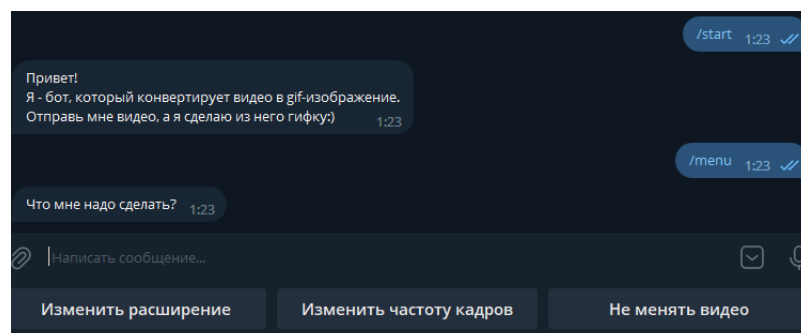 /start 1:23
Привет!
Я - бот, который конвертирует видео в gif-изображение.
Отправь мне видео, а я сделаю из него гифку:) 1:23
/menu 1:23
Что мне надо сделать? 1:23
Написать сообщение...
Изменить расширение Изменить частоту кадров Не менять видео